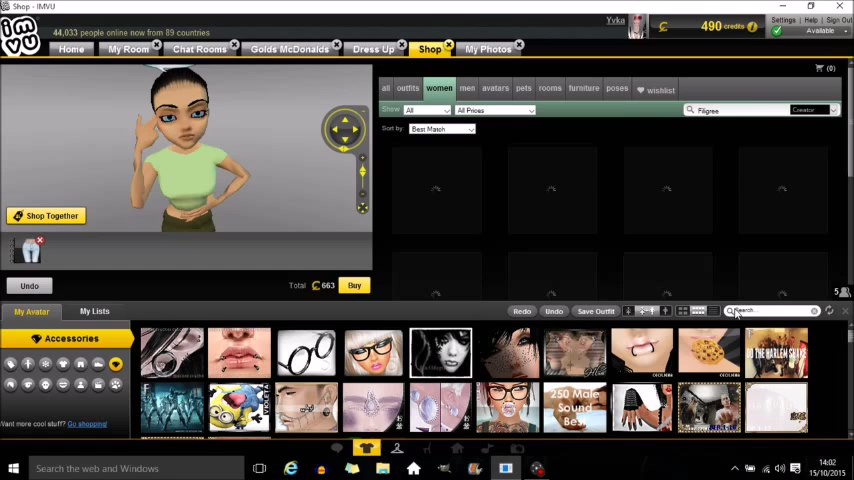 Shop - IMVU
imvu
44,033 people online now from 89 countries
Yvka
490 credits
Settings | Help | Sign Out
Available
Home
My Room
Chat Rooms
Golds McDonalds
Dress Up
Shop
My Photos
(0)
all
outfits
women
men
avatars
pets
rooms
furniture
poses
wishlist
Show
All
All Prices
Filigree
Creator
Sort by:
Best Match
Shop Together
Undo
Total
663
Buy
5
My Avatar
My Lists
Redo
Undo
Save Outfit
Search...
Accessories
DO THE HARLEM SHAKE
250 Male
Sound
Best
Want more cool stuff? Go shopping!
Search the web and Windows
14:02
15/10/2015